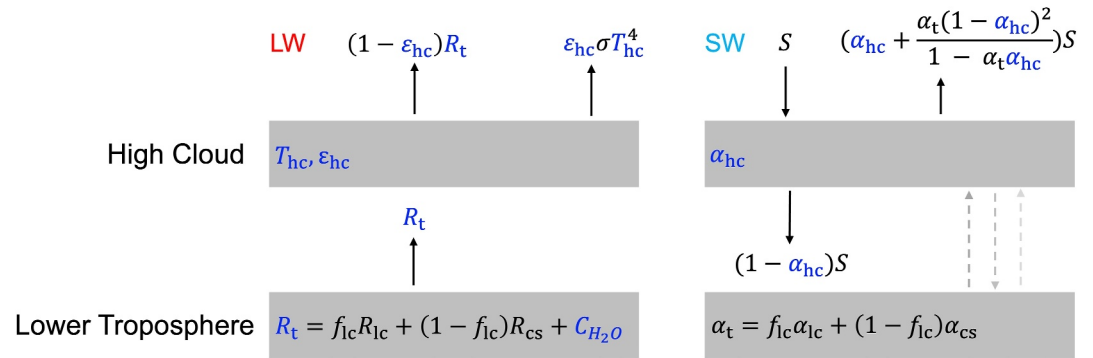 LW (1 − ε_hc)R_t ε_hc σT_hc^4 SW S (α_hc + α_t(1 − α_hc)^2 / 1 − α_t α_hc)S
High Cloud T_hc, ε_hc α_hc
R_t (1 − α_hc)S
Lower Troposphere R_t = f_lc R_lc + (1 − f_lc)R_cs + C_H_2O α_t = f_lc α_lc + (1 − f_lc)α_cs